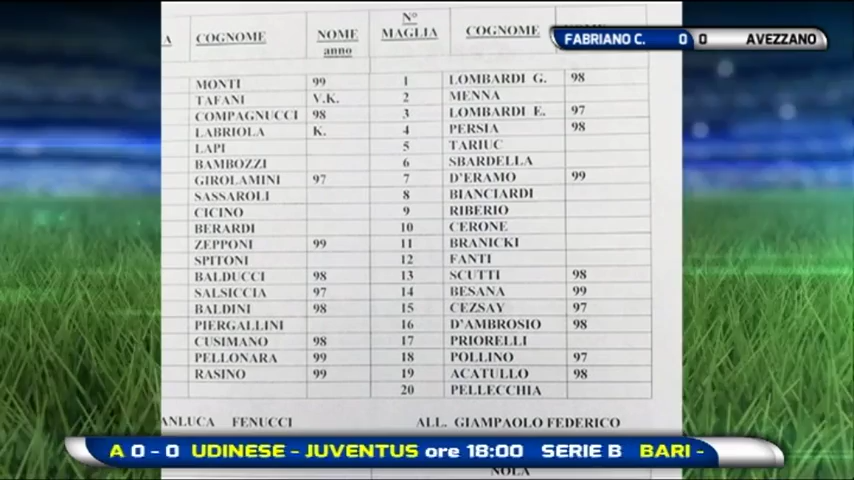 FABRIANO C. 0 0 AVEZZANO
A COGNOME NOME anno N° MAGLIA COGNOME
MONTI 99 1 LOMBARDI G. 98
TAFANI V.K. 2 MENNA
COMPAGNUCCI 98 3 LOMBARDI E. 97
LABRIOLA K. 4 PERSIA 98
LAPI 5 TARIUC
BAMBOZZI 6 SBARDELLA
GIROLAMINI 97 7 D'ERAMO 99
SASSAROLI 8 BIANCIARDI
CICINO 9 RIBERIO
BERARDI 10 CERONE
ZEPPONI 99 11 BRANICKI
SPITONI 12 FANTI
BALDUCCI 98 13 SCUTTI 98
SALSICCIA 97 14 BESANA 99
BALDINI 98 15 CEZSAY 97
PIERGALLINI 16 D'AMBROSIO 98
CUSIMANO 98 17 PRIORELLI
PELLONARA 99 18 POLLINO 97
RASINO 99 19 ACATULLO 98
20 PELLECCHIA
ANLUCA FENUCCI ALL. GIAMPAOLO FEDERICO
A 0 - 0 UDINESE - JUVENTUS ore 18:00 SERIE B BARI -
NOLA